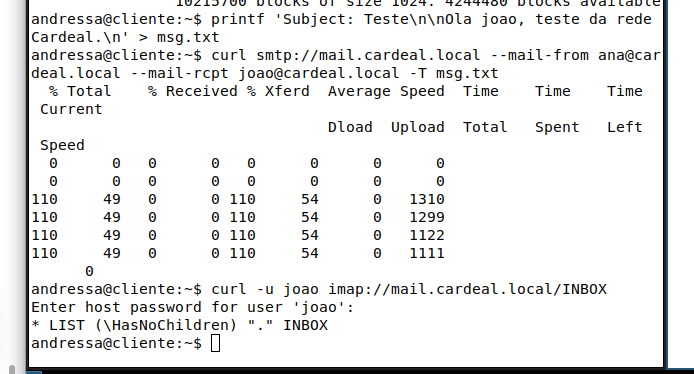 10215700 blocks of size 1024. 4244480 blocks available
andressa@cliente:~$ printf 'Subject: Teste\n\nOla joao, teste da rede
Cardeal.\n' > msg.txt
andressa@cliente:~$ curl smtp://mail.cardeal.local --mail-from ana@car
deal.local --mail-rcpt joao@cardeal.local -T msg.txt
  % Total    % Received % Xferd  Average Speed  Time    Time    Time
 Current
                                 Dload  Upload  Total   Spent   Left
 Speed
  0      0   0      0   0      0      0      0
  0      0   0      0   0      0      0      0
110     49   0      0 110     54      0   1310
110     49   0      0 110     54      0   1299
110     49   0      0 110     54      0   1122
110     49   0      0 110     54      0   1111
      0
andressa@cliente:~$ curl -u joao imap://mail.cardeal.local/INBOX
Enter host password for user 'joao':
* LIST (\HasNoChildren) "." INBOX
andressa@cliente:~$